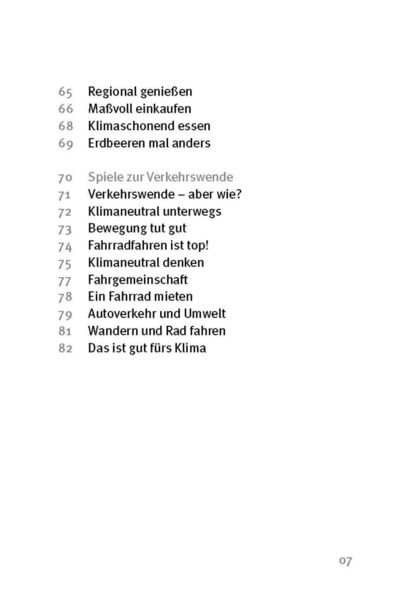 65 Regional genießen
66 Maßvoll einkaufen
68 Klimaschonend essen
69 Erdbeeren mal anders
70 Spiele zur Verkehrswende
71 Verkehrswende – aber wie?
72 Klimaneutral unterwegs
73 Bewegung tut gut
74 Fahrradfahren ist top!
75 Klimaneutral denken
77 Fahrgemeinschaft
78 Ein Fahrrad mieten
79 Autoverkehr und Umwelt
81 Wandern und Rad fahren
82 Das ist gut fürs Klima
07